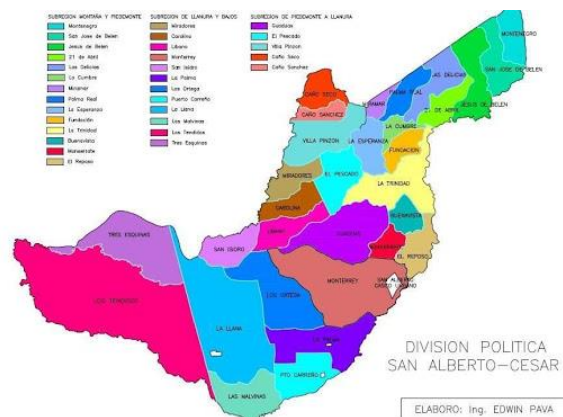 SUBREGION MONTAÑA Y PIEDEMONTE
Montenegro
San Jose de Belen
Jesus de Belen
21 de Abril
Las Delicias
La Cumbre
Miramar
Palma Real
La Esperanza
Fundación
La Trinidad
Buenavista
Monserrate
El Reposo
SUBREGION DE LLANURA Y BAJOS
Miradores
Carolina
Líbano
Monterrey
San Isidro
La Palma
Los Ortega
Puerto Carreño
La Llana
Las Malvinas
Los Tendidos
Tres Esquinas
SUBREGION DE PIEDEMONTE A LLANURA
Guaduas
El Pescado
Villa Pinzon
Caño Seco
Caño Sanchez
MONTENEGRO
SAN JOSE DE BELEN
LAS DELICIAS
PALMA REAL
JESUS DE BELEN
21 DE ABRIL
MIRAMAR
CAÑO SECO
CAÑO SANCHEZ
LA CUMBRE
VILLA PINZON
LA ESPERANZA
FUNDACION
MIRADORES
EL PESCADO
LA TRINIDAD
CAROLINA
BUENAVISTA
LIBANO
GUADUAS
TRES ESQUINAS
SAN ISIDRO
EL REPOSO
LOS TENDIDOS
MONTERREY
SAN ALBERTO
CASCO URBANO
LOS ORTEGA
LA LLANA
LA PALMA
PTO CARREÑO
LAS MALVINAS
DIVISION POLITICA
SAN ALBERTO-CESAR
ELABORO: Ing. EDWIN PAVA